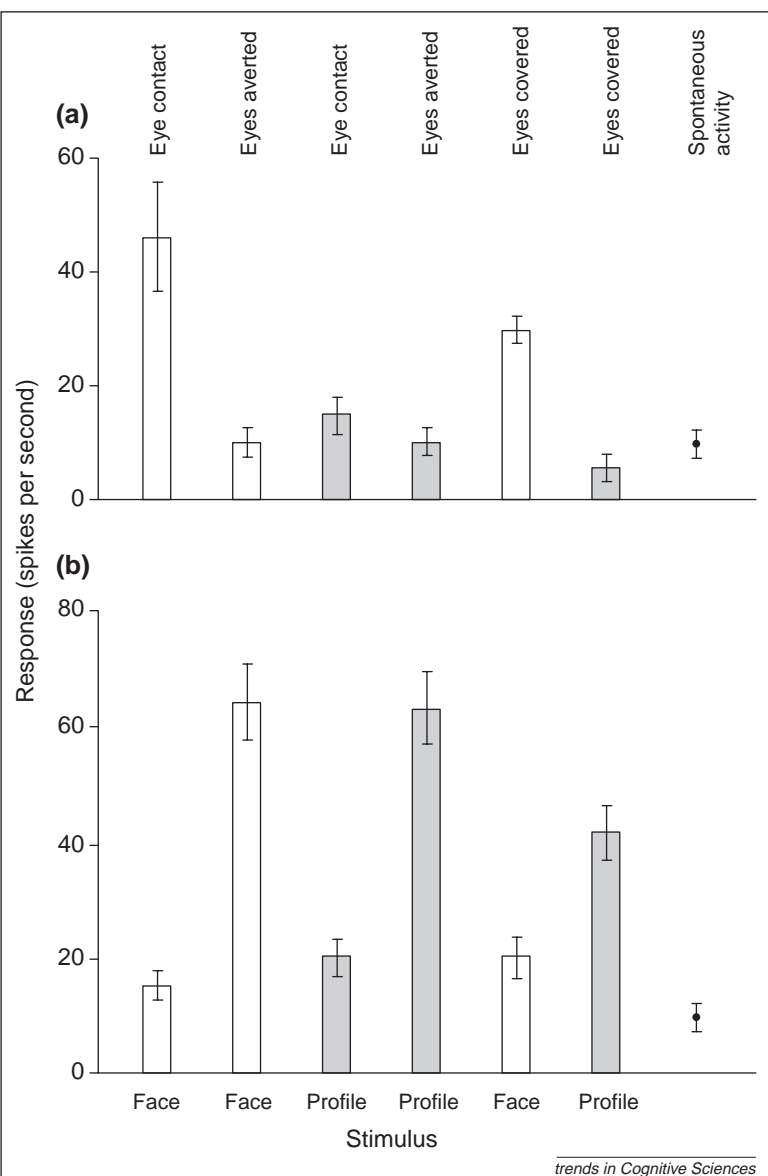 Eye contact
Eyes averted
Eye contact
Eyes averted
Eyes covered
Eyes covered
Spontaneous
activity
(a)
60
40
20
0
Response (spikes per second)
(b)
80
60
40
20
0
Face
Face
Profile
Profile
Face
Profile
Stimulus
trends in Cognitive Sciences